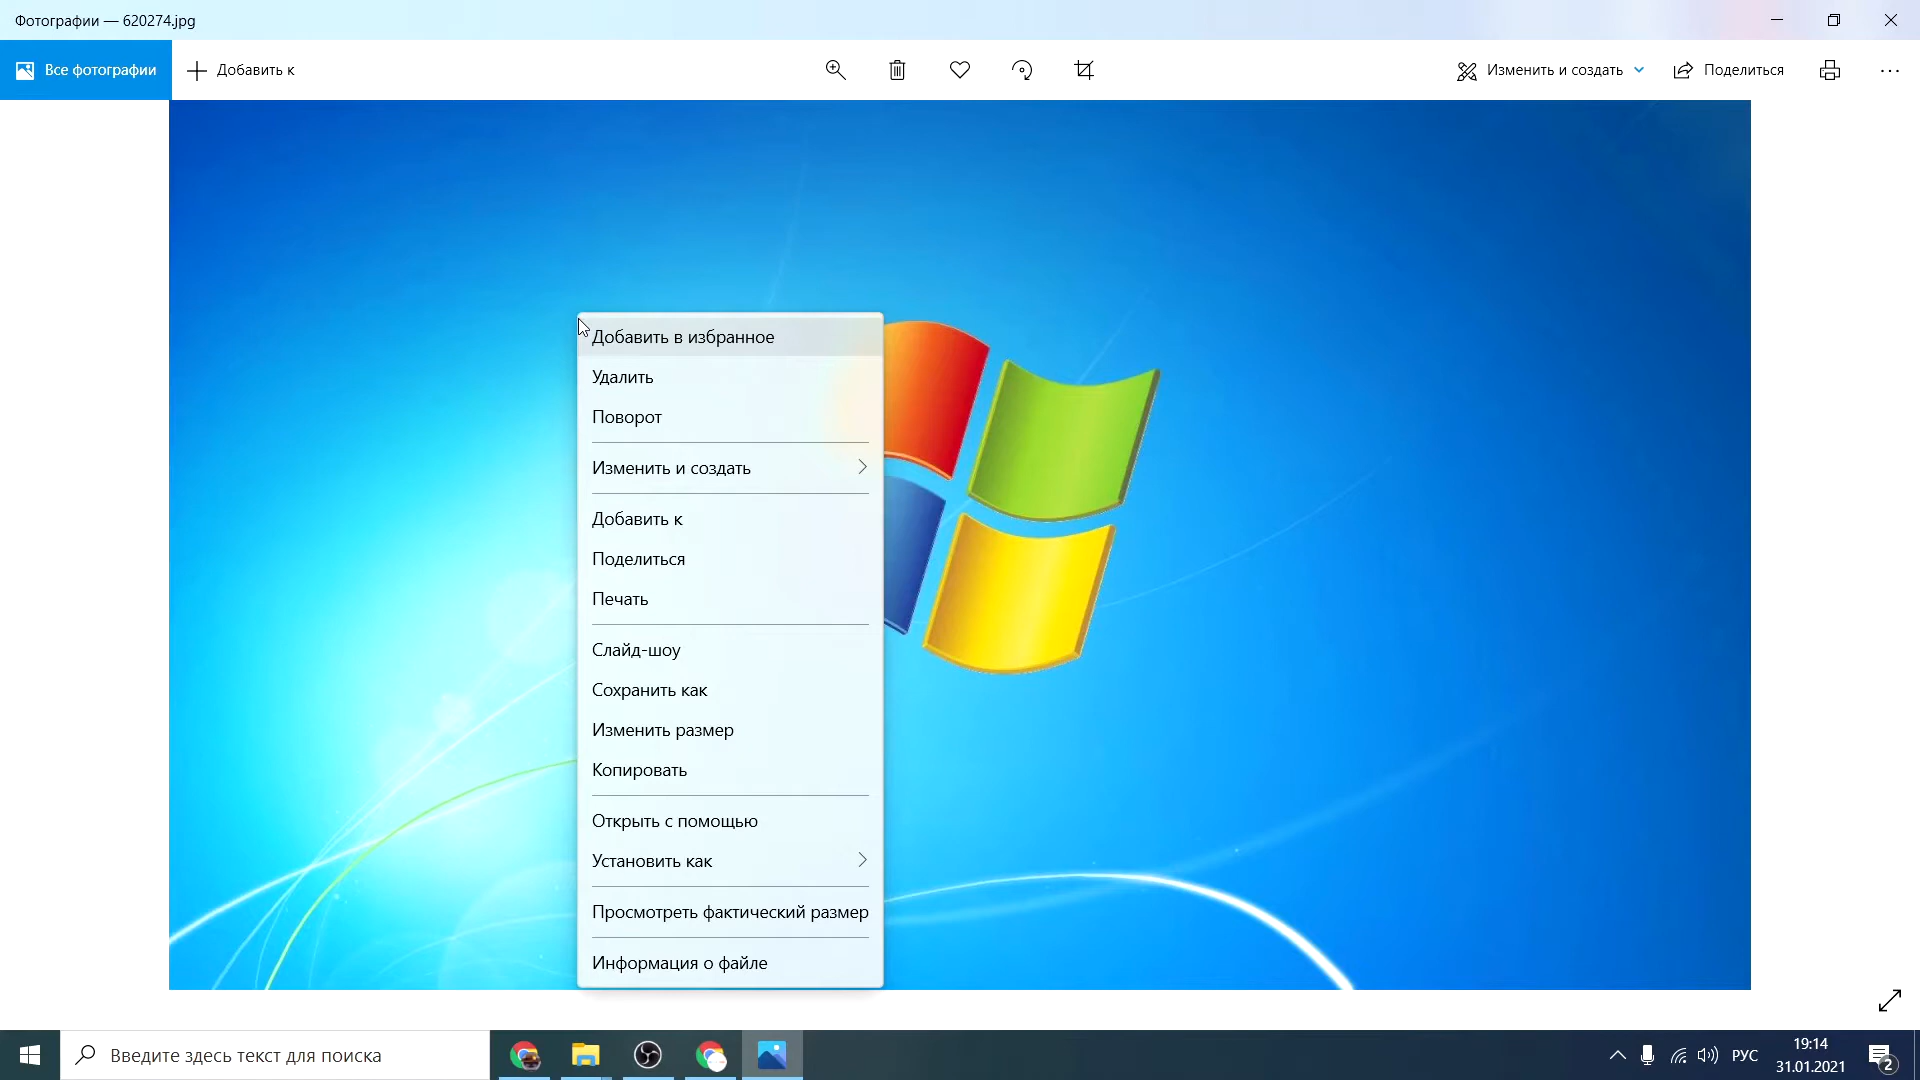 Фотографии — 620274.jpg
Все фотографии
Добавить к
Изменить и создать
Поделиться
Добавить в избранное
Удалить
Поворот
Изменить и создать
Добавить к
Поделиться
Печать
Слайд-шоу
Сохранить как
Изменить размер
Копировать
Открыть с помощью
Установить как
Просмотреть фактический размер
Информация о файле
Введите здесь текст для поиска
РУС
19:14
31.01.2021
2